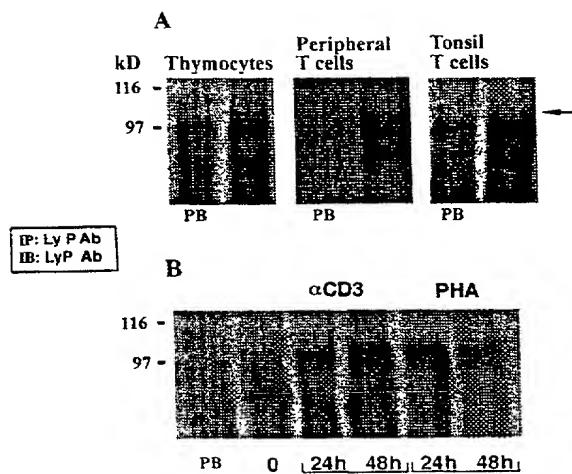 A
kD Thymocytes Peripheral T cells Tonsil T cells
116 -
97 -
PB PB PB
IP: Ly P Ab
IB: LyP Ab
B
αCD3 PHA
116 -
97 -
PB 0 24h 48h 24h 48h